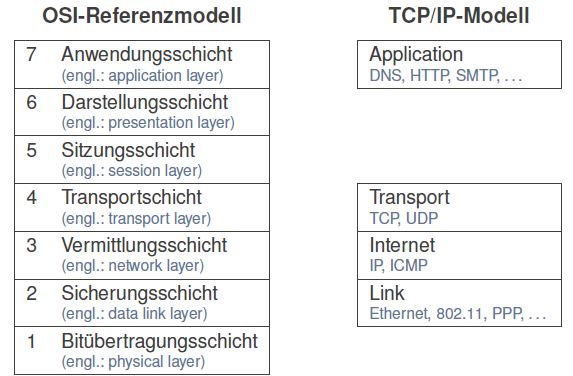 OSI-Referenzmodell
7 Anwendungsschicht
(engl.: application layer)
6 Darstellungsschicht
(engl.: presentation layer)
5 Sitzungsschicht
(engl.: session layer)
4 Transportschicht
(engl.: transport layer)
3 Vermittlungsschicht
(engl.: network layer)
2 Sicherungsschicht
(engl.: data link layer)
1 Bitübertragungsschicht
(engl.: physical layer)
TCP/IP-Modell
Application
DNS, HTTP, SMTP, ...
Transport
TCP, UDP
Internet
IP, ICMP
Link
Ethernet, 802.11, PPP, ...